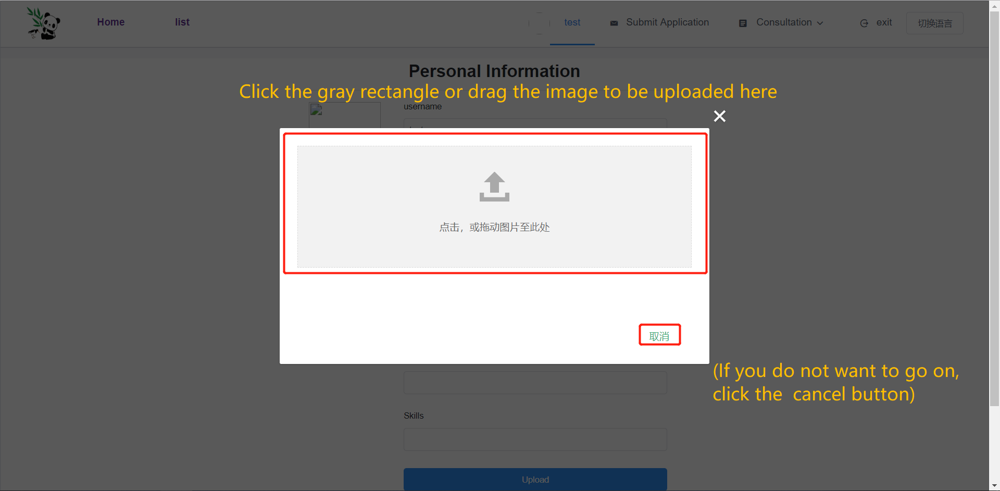 Home
list
test
Submit Application
Consultation
exit
切换语言
Personal Information
Click the gray rectangle or drag the image to be uploaded here
username
点击，或拖动图片至此处
取消
(If you do not want to go on,
click the cancel button)
Skills
Upload